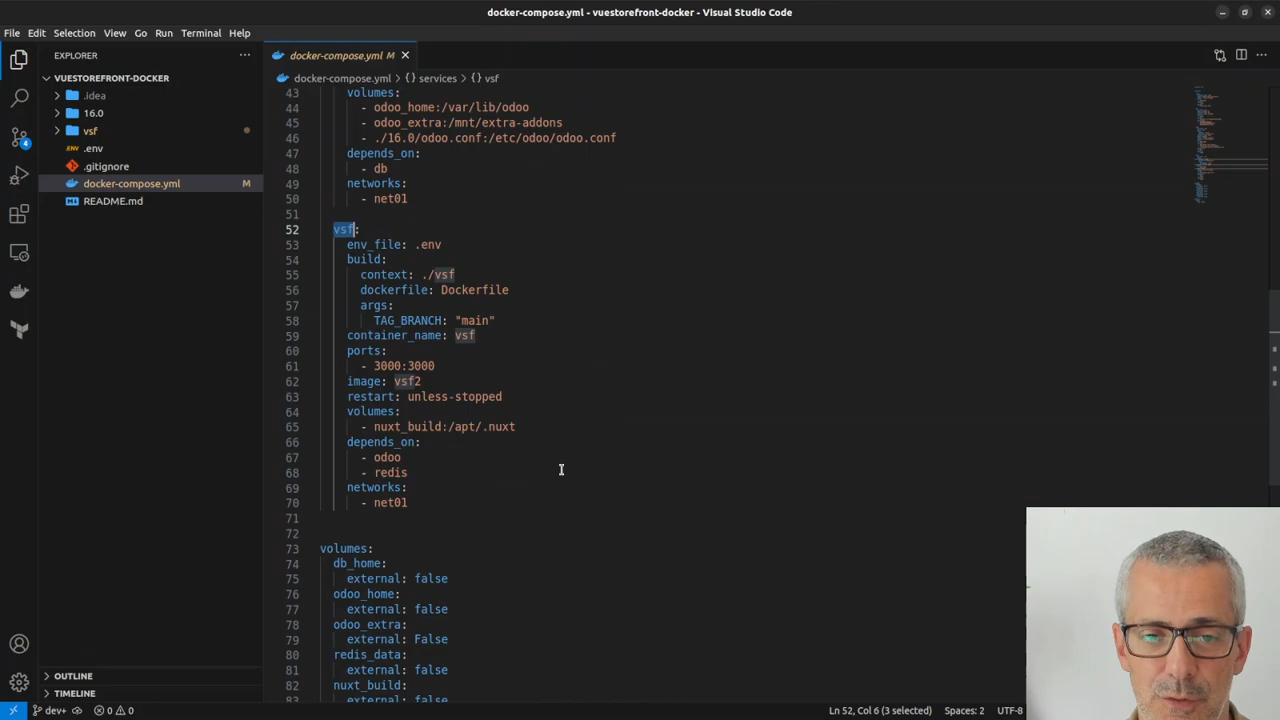 docker-compose.yml - vuestorefront-docker - Visual Studio Code
File Edit Selection View Go Run Terminal Help
EXPLORER
docker-compose.yml M
VUESTOREFRONT-DOCKER
docker-compose.yml > {} services > {} vsf
.idea
16.0
vsf
.env
.gitignore
docker-compose.yml M
README.md
4
43 volumes:
44 - odoo_home:/var/lib/odoo
45 - odoo_extra:/mnt/extra-addons
46 - ./16.0/odoo.conf:/etc/odoo/odoo.conf
47 depends_on:
48 - db
49 networks:
50 - net01
51
52 vsf:
53 env_file: .env
54 build:
55 context: ./vsf
56 dockerfile: Dockerfile
57 args:
58 TAG_BRANCH: "main"
59 container_name: vsf
60 ports:
61 - 3000:3000
62 image: vsf2
63 restart: unless-stopped
64 volumes:
65 - nuxt_build:/apt/.nuxt
66 depends_on:
67 - odoo
68 - redis
69 networks:
70 - net01
71
72
73 volumes:
74 db_home:
75 external: false
76 odoo_home:
77 external: false
78 odoo_extra:
79 external: False
80 redis_data:
81 external: false
82 nuxt_build:
83 external: false
OUTLINE
TIMELINE
dev+ 0 0 Ln 52, Col 6 (3 selected) Spaces: 2 UTF-8